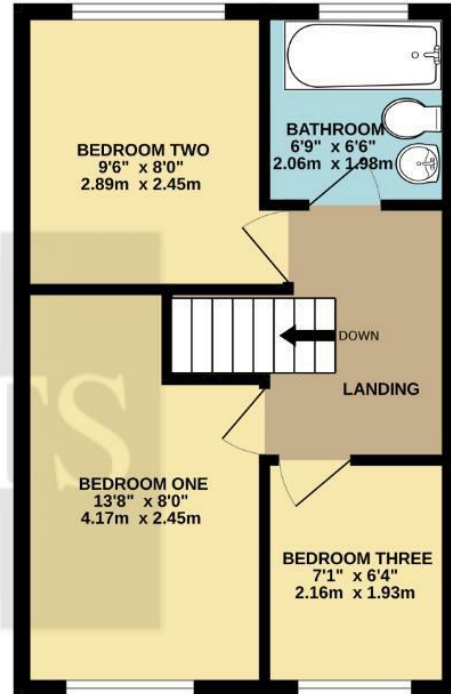 BEDROOM TWO
9'6" x 8'0"
2.89m x 2.45m
BATHROOM
6'9" x 6'6"
2.06m x 1.98m
DOWN
LANDING
BEDROOM ONE
13'8" x 8'0"
4.17m x 2.45m
BEDROOM THREE
7'1" x 6'4"
2.16m x 1.93m